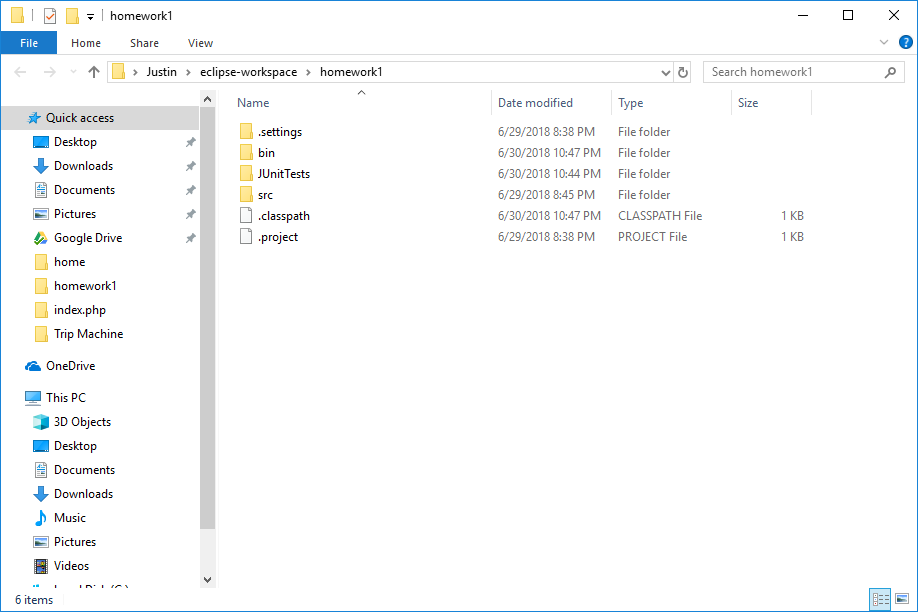 homework1
File Home Share View
Justin eclipse-workspace homework1 Search homework1
Name Date modified Type Size
.settings 6/29/2018 8:38 PM File folder
bin 6/30/2018 10:47 PM File folder
JUnitTests 6/30/2018 10:44 PM File folder
src 6/29/2018 8:45 PM File folder
.classpath 6/30/2018 10:47 PM CLASSPATH File 1 KB
.project 6/29/2018 8:38 PM PROJECT File 1 KB
Quick access
Desktop
Downloads
Documents
Pictures
Google Drive
home
homework1
index.php
Trip Machine
OneDrive
This PC
3D Objects
Desktop
Documents
Downloads
Music
Pictures
Videos
6 items